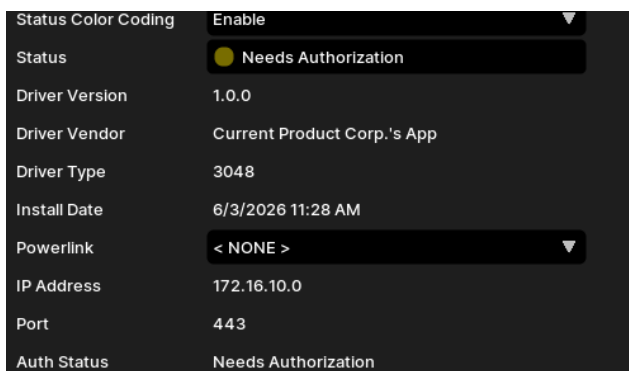 Status Color Coding Enable
Status Needs Authorization
Driver Version 1.0.0
Driver Vendor Current Product Corp.'s App
Driver Type 3048
Install Date 6/3/2026 11:28 AM
Powerlink < NONE >
IP Address 172.16.10.0
Port 443
Auth Status Needs Authorization